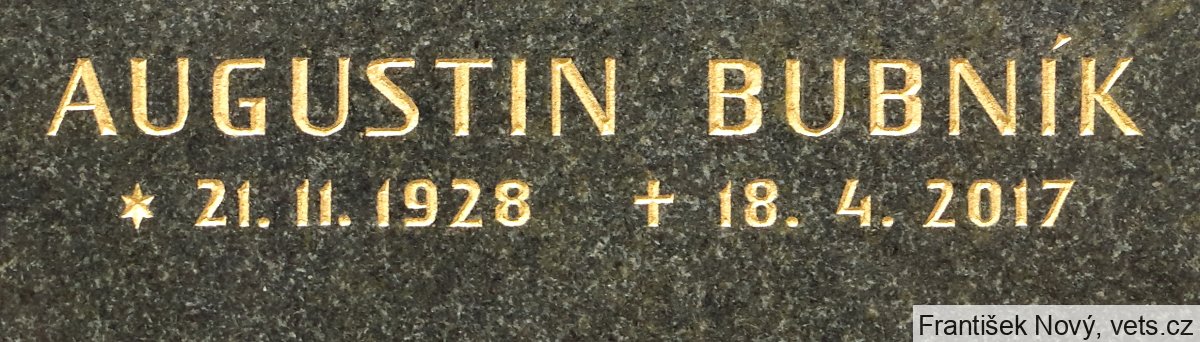 AUGUSTIN BUBNÍK
* 21. 11. 1928 † 18. 4. 2017
František Nový, vets.cz